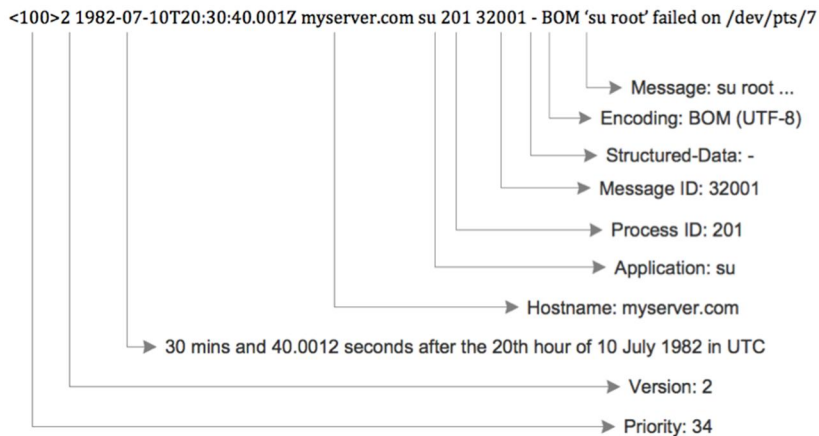 <100>2 1982-07-10T20:30:40.001Z myserver.com su 201 32001 - BOM ‘su root’ failed on /dev/pts/7
Message: su root ...
Encoding: BOM (UTF-8)
Structured-Data: -
Message ID: 32001
Process ID: 201
Application: su
Hostname: myserver.com
30 mins and 40.0012 seconds after the 20th hour of 10 July 1982 in UTC
Version: 2
Priority: 34